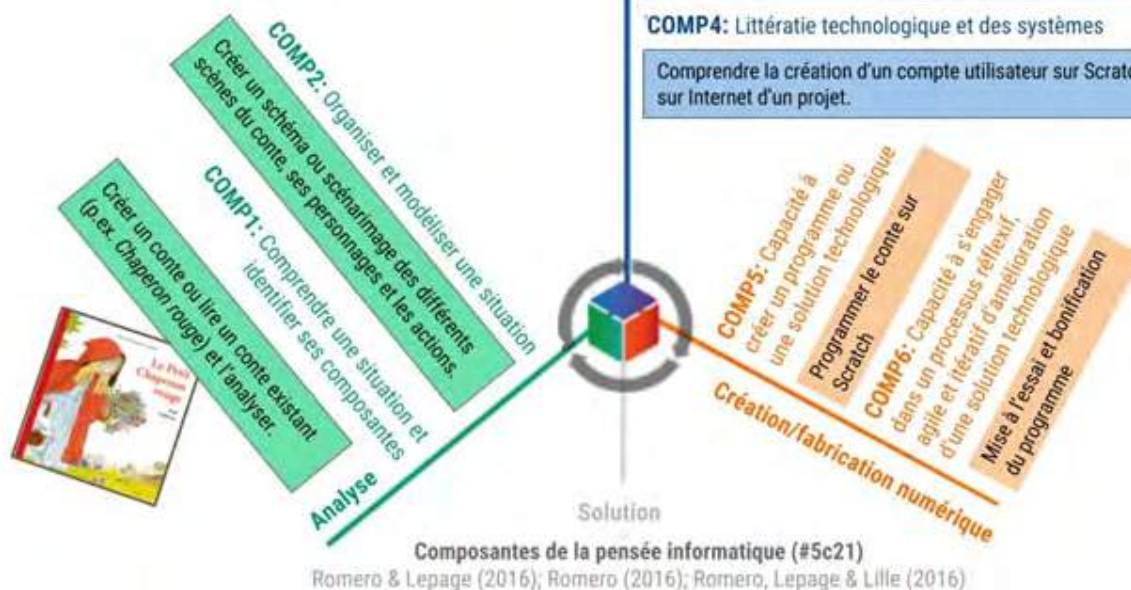 COMP4: Littératie technologique et des systèmes
Comprendre la création d'un compte utilisateur sur
sur Internet d'un projet.
COMP2: Organiser et modéliser une situation
Créer un schéma ou scénarimage des différents
scènes du conte, ses personnages et les actions.
COMP1: Comprendre une situation et
identifier ses composantes
Créer un conte ou lire un conte existant
(p.ex. Chaperon rouge) et l'analyser.
Le Petit
Chaperon
rouge
Analyse
COMP5: Capacité à
créer un programme ou
une solution technologique
Programmer le conte sur
Scratch
COMP6: Capacité à s'engager
dans un processus réflexif,
agile et itératif d'amélioration
d'une solution technologique
Mise à l'essai et bonification
du programme
Création/fabrication numérique
Solution
Composantes de la pensée informatique (#5c21)
Romero & Lepage (2016); Romero (2016); Romero, Lepage & Lille (2016)